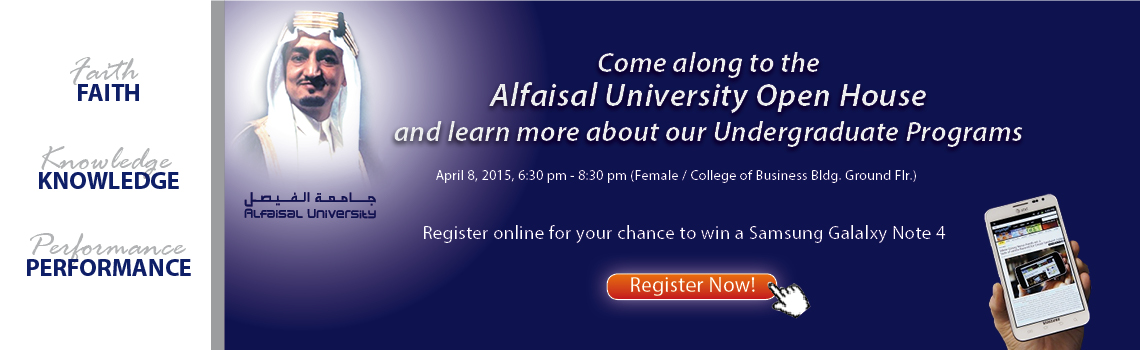 Faith
FAITH
Knowledge
KNOWLEDGE
Performance
PERFORMANCE
جامعة الفيصل
ALFAISAL UNIVERSITY
Come along to the
Alfaisal University Open House
and learn more about our Undergraduate Programs
April 8, 2015, 6:30 pm - 8:30 pm (Female / College of Business Bldg. Ground Flr.)
Register online for your chance to win a Samsung Galalxy Note 4
Register Now!
SAMSUNG